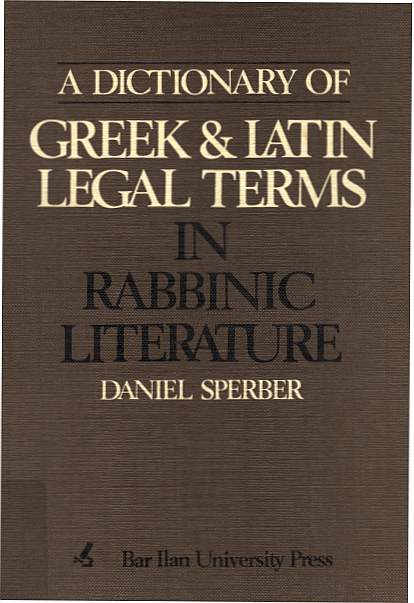 A DICTIONARY OF
GREEK & LATIN
LEGAL TERMS
IN
RABBINIC
LITERATURE
DANIEL SPERBER
Bar Ilan University Press